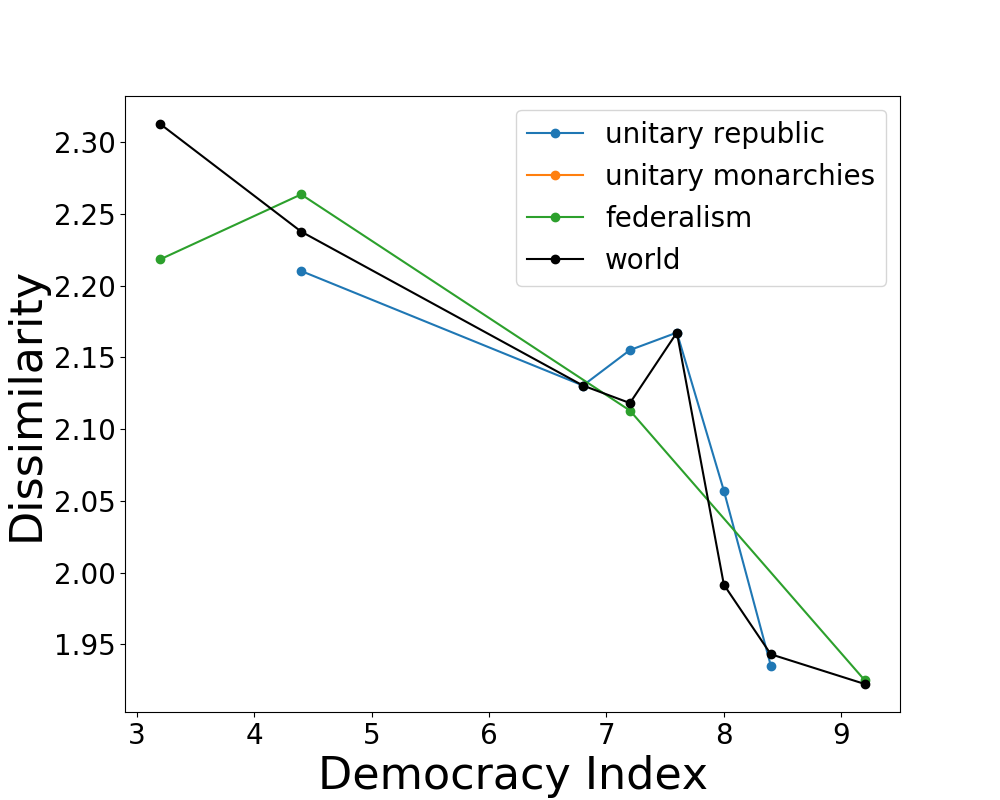 unitary republic
unitary monarchies
federalism
world
2.30
2.25
2.20
2.15
2.10
2.05
2.00
1.95
Dissimilarity
3 4 5 6 7 8 9
Democracy Index